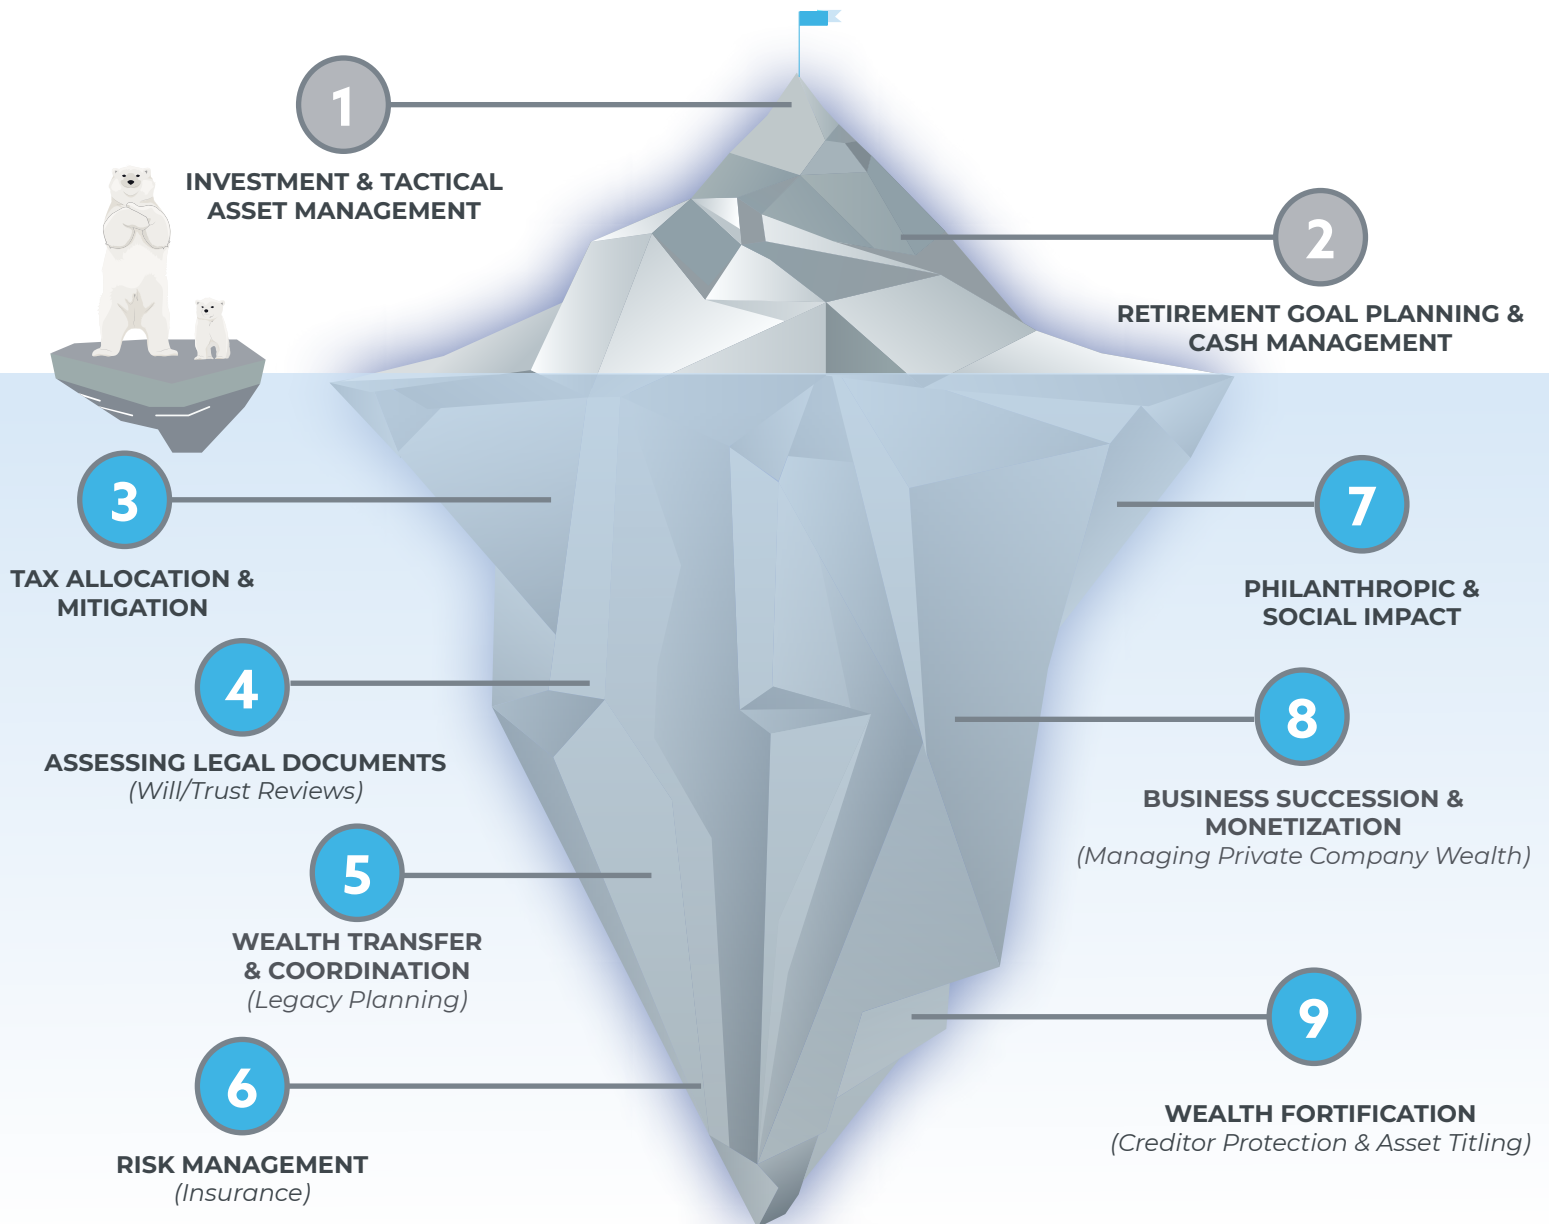 1
INVESTMENT & TACTICAL
ASSET MANAGEMENT
2
RETIREMENT GOAL PLANNING &
CASH MANAGEMENT
3
TAX ALLOCATION &
MITIGATION
4
ASSESSING LEGAL DOCUMENTS
(Will/Trust Reviews)
5
WEALTH TRANSFER
& COORDINATION
(Legacy Planning)
6
RISK MANAGEMENT
(Insurance)
7
PHILANTHROPIC &
SOCIAL IMPACT
8
BUSINESS SUCCESSION &
MONETIZATION
(Managing Private Company Wealth)
9
WEALTH FORTIFICATION
(Creditor Protection & Asset Titling)